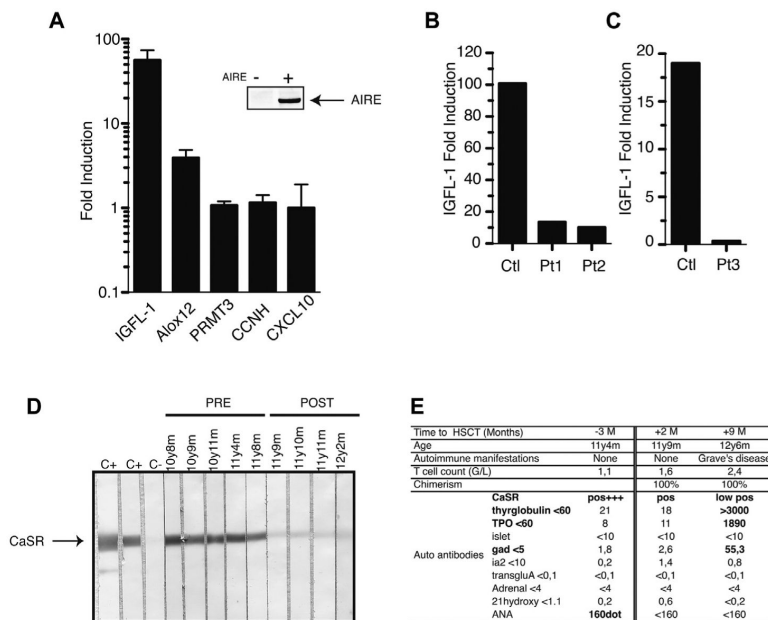 A
100
10
1
0.1
Fold Induction
AIRE - +
AIRE
IGFL-1
Alox12
PRMT3
CCNH
CXCL10
B
120
100
80
60
40
20
0
IGFL-1 Fold Induction
Ctl Pt1 Pt2
C
20
15
10
5
0
IGFL-1 Fold Induction
Ctl Pt3
D
PRE POST
C+ C+ C- 10y8m 10y9m 10y11m 11y4m 11y8m 11y9m 11y10m 11y11m 12y2m
CaSR
E
Time to HSCT (Months) -3 M +2 M +9 M
Age 11y4m 11y9m 12y6m
Autoimmune manifestations None None Grave's disease
T cell count (G/L) 1,1 1,6 2,4
Chimerism 100% 100%
Auto antibodies
CaSR pos+++ pos low pos
thyrglobulin <60 21 18 >3000
TPO <60 8 11 1890
islet <10 <10 <10
gad <5 1,8 2,6 55,3
ia2 <10 0,2 1,4 0,8
transgluA <0,1 <0,1 <0,1 <0,1
Adrenal <4 <4 <4 <4
21hydroxy <1.1 0,2 0,6 <0,2
ANA 160dot <160 <160